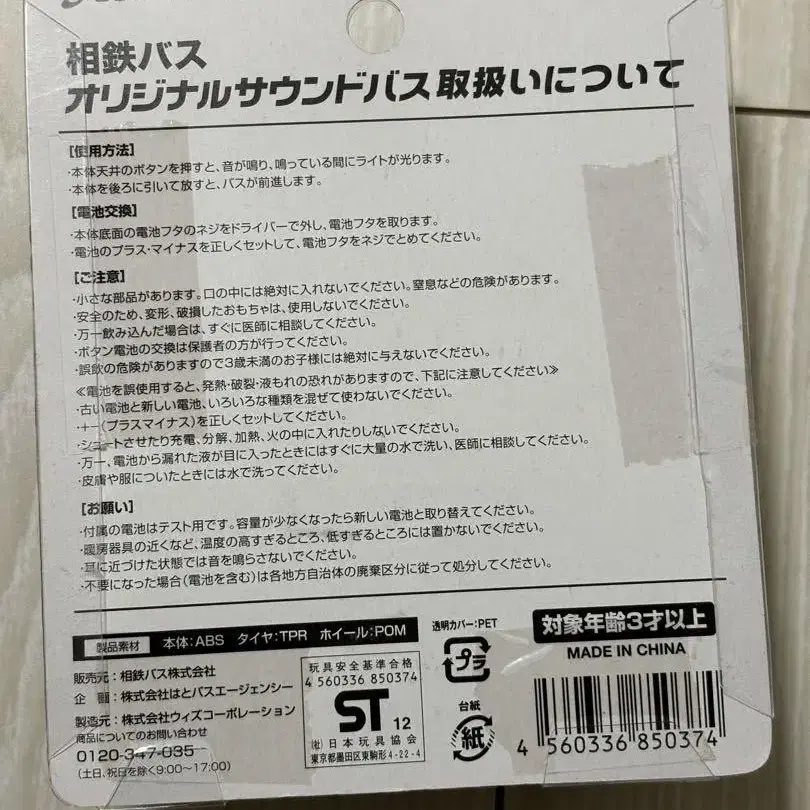 相鉄バス
オリジナルサウンドバス取扱いについて
【使用方法】
・本体天井のボタンを押すと、音が鳴り、鳴っている間にライトが光ります。
・本体を後ろに引いて放すと、バスが前進します。
【電池交換】
・本体底面の電池フタのネジをドライバーで外し、電池フタを取ります。
・電池のプラス・マイナスを正しくセットして、電池フタをネジでとめてください。
【ご注意】
・小さな部品があります。口の中には絶対に入れないでください。窒息などの危険があります。
・安全のため、変形、破損したおもちゃは、使用しないでください。
・万一飲み込んだ場合は、すぐに医師に相談してください。
・ボタン電池の交換は保護者の方が行ってください。
・誤飲の危険がありますので3歳未満のお子様には絶対に与えないでください。
≪電池を誤使用すると、発熱・破裂・液もれの恐れがありますので、下記に注意してください≫
・古い電池と新しい電池、いろいろな種類を混ぜて使わないでください。
・+-(プラスマイナス)を正しくセットしてください。
・ショートさせたり充電、分解、加熱、火の中に入れたりしないでください。
・万一、電池から漏れた液が目に入ったときにはすぐに大量の水で洗い、医師に相談してください。
・皮膚や服についたときには水で洗ってください。
【お願い】
・付属の電池はテスト用です。容量が少なくなったら新しい電池と取り替えてください。
・暖房器具の近くなど、温度の高すぎるところ、低すぎるところには置かないでください。
・耳に近づけた状態では音を鳴らさないでください。
・不要になった場合(電池を含む)は各地方自治体の廃棄区分に従って処分してください。
製品素材 本体:ABS タイヤ:TPR ホイール:POM
販売元:相鉄バス株式会社
企 画:株式会社はとバスエージェンシー
製造元:株式会社ウィズコーポレーション
商品についてのお問い合わせ
0120-347-035
(土日、祝日を除く9:00~17:00)
玩具安全基準合格
4 560336 850374
ST 12
(社)日本玩具協会
東京都墨田区東駒形4-22-4
透明カバー:PET
プラ
台紙
紙
対象年齢3才以上
MADE IN CHINA
4 560336 850374